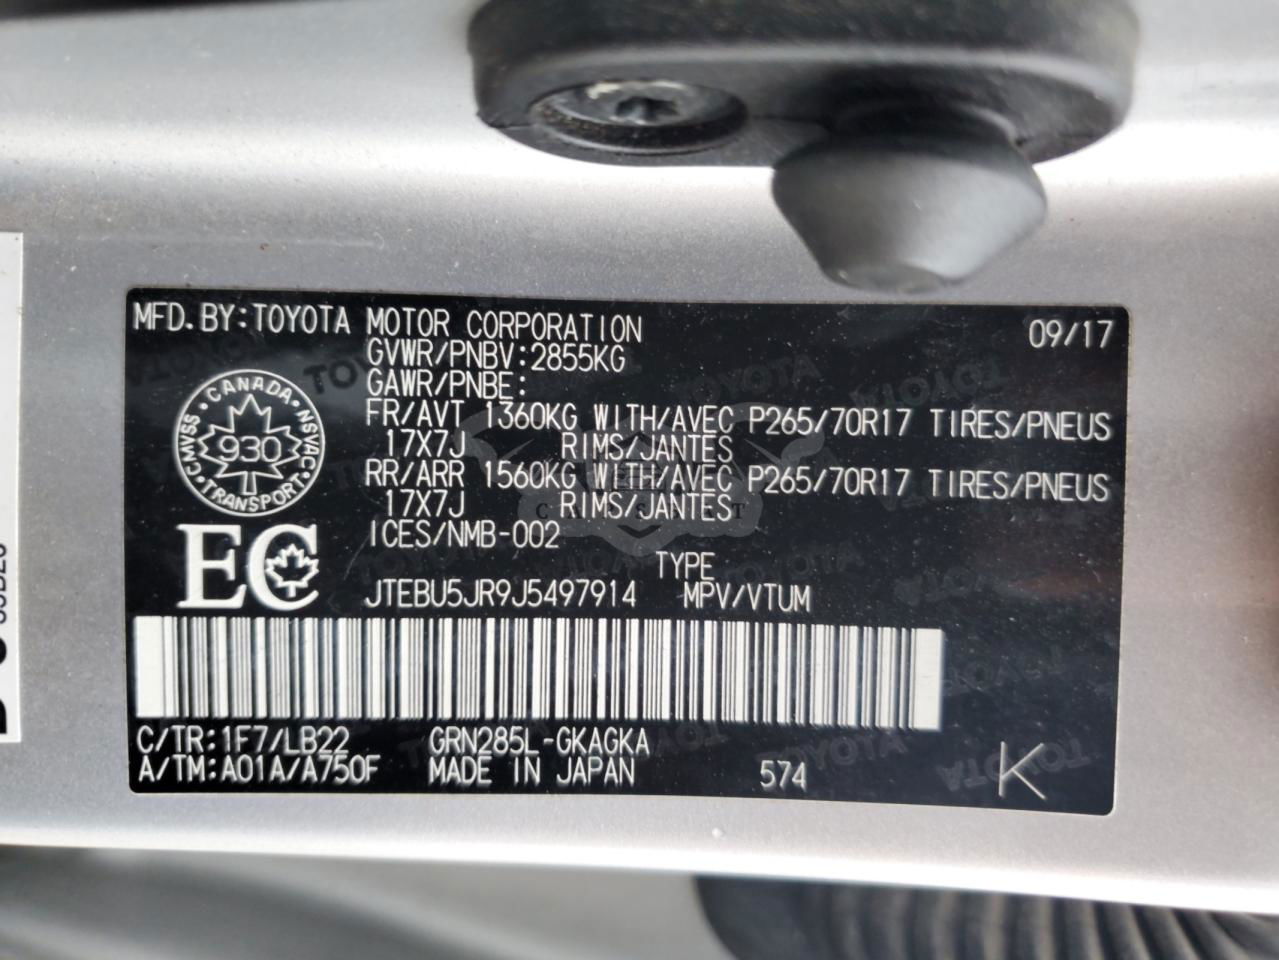 MFD. BY: TOYOTA MOTOR CORPORATION 09/17
GVWR/PNBV: 2855KG
GAWR/PNBE:
FR/AVT 1360KG WITH/AVEC P265/70R17 TIRES/PNEUS
17X7J RIMS/JANTES
RR/ARR 1560KG WITH/AVEC P265/70R17 TIRES/PNEUS
17X7J RIMS/JANTES
ICES/NMB-002
CANADA
CMVSS 930 NSVAC
TRANSPORT
EC
TYPE
JTEBU5JR9J5497914 MPV/VTUM
C/TR: 1F7/LB22 GRN285L-GKAGKA
A/TM: A01A/A750F MADE IN JAPAN 574 K